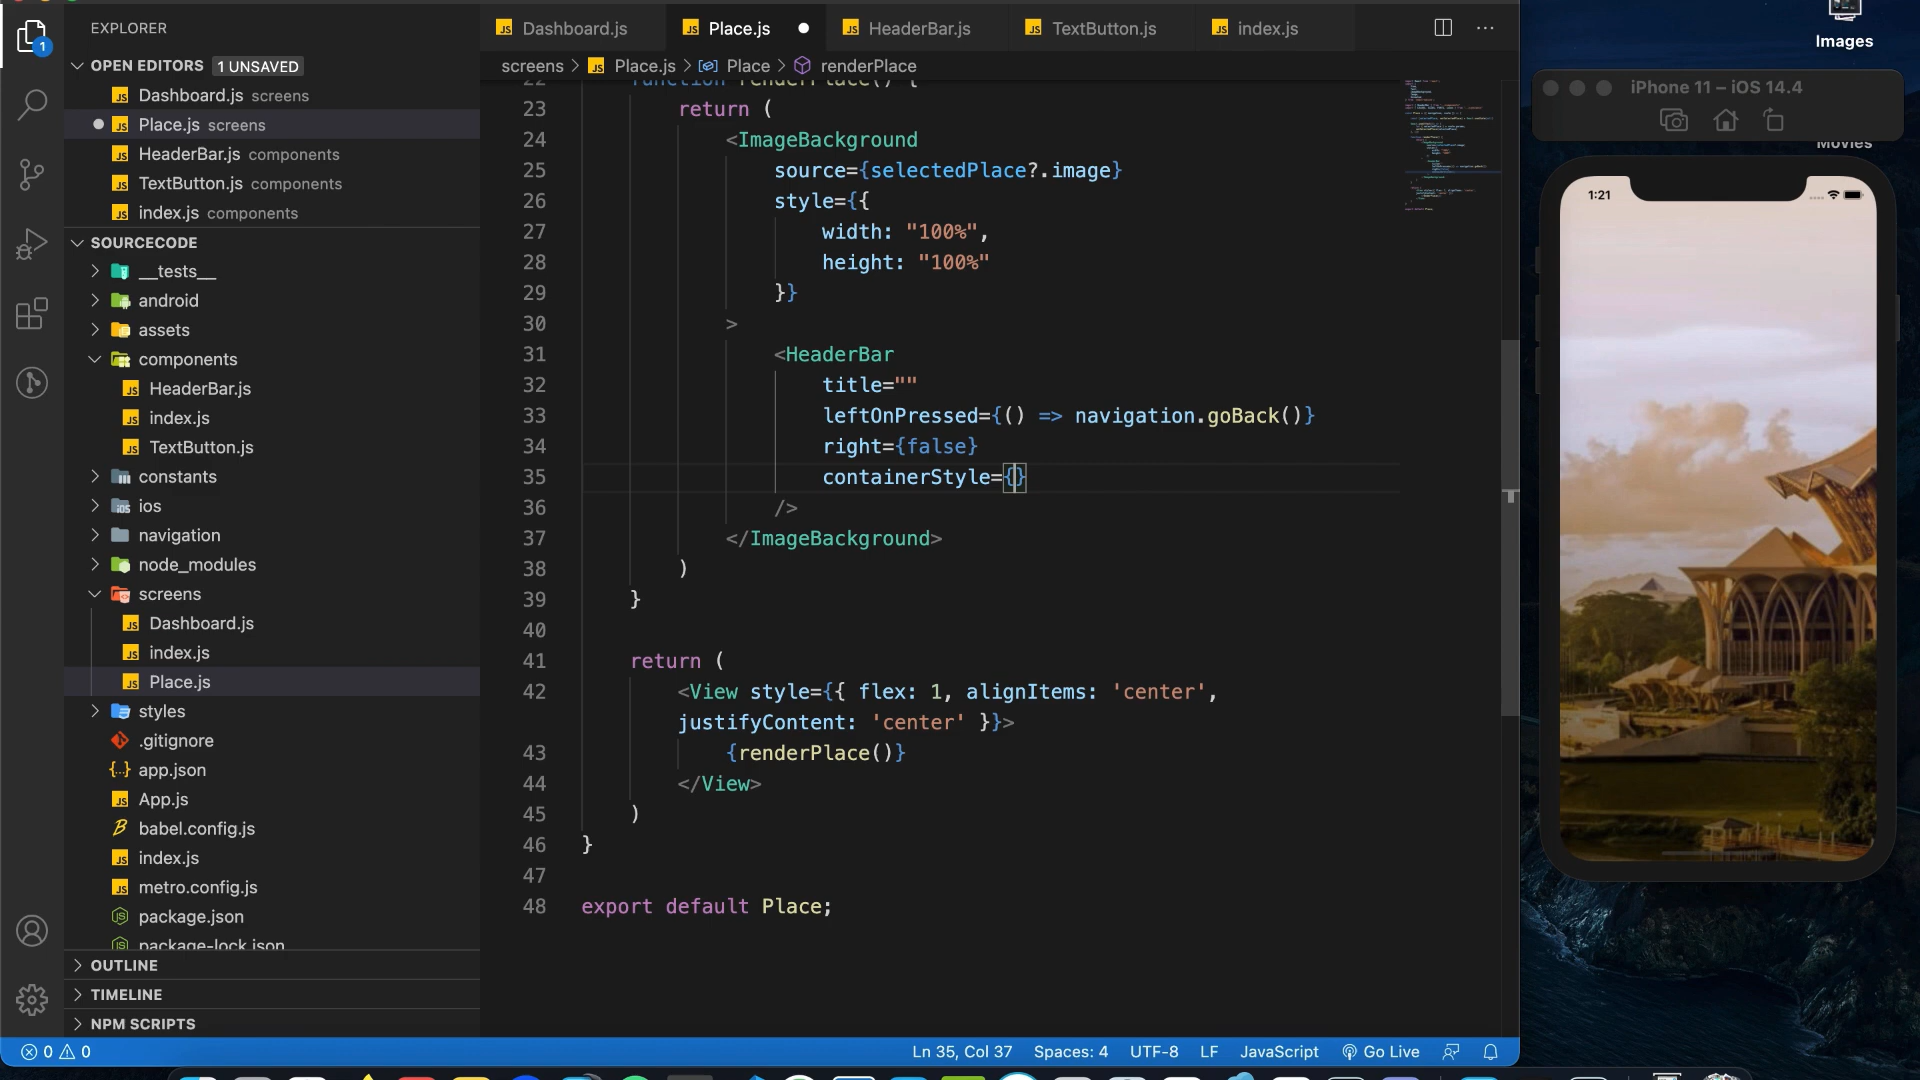 EXPLORER
OPEN EDITORS 1 UNSAVED
Dashboard.js screens
Place.js screens
HeaderBar.js components
TextButton.js components
index.js components
SOURCECODE
__tests__
android
assets
components
HeaderBar.js
index.js
TextButton.js
constants
ios
navigation
node_modules
screens
Dashboard.js
index.js
Place.js
styles
.gitignore
app.json
App.js
babel.config.js
index.js
metro.config.js
package.json
package-lock.json
OUTLINE
TIMELINE
NPM SCRIPTS
Dashboard.js Place.js HeaderBar.js TextButton.js index.js
screens > Place.js > Place > renderPlace
22 function renderPlace() {
23 return (
24 <ImageBackground
25 source={selectedPlace?.image}
26 style={{
27 width: "100%",
28 height: "100%"
29 }}
30 >
31 <HeaderBar
32 title=""
33 leftOnPressed={() => navigation.goBack()}
34 right={false}
35 containerStyle={}
36 />
37 </ImageBackground>
38 )
39 }
40
41 return (
42 <View style={{ flex: 1, alignItems: 'center',
justifyContent: 'center' }}>
43 {renderPlace()}
44 </View>
45 )
46 }
47
48 export default Place;
0 0 Ln 35, Col 37 Spaces: 4 UTF-8 LF JavaScript Go Live
Images
iPhone 11 – iOS 14.4
Movies
1:21
1